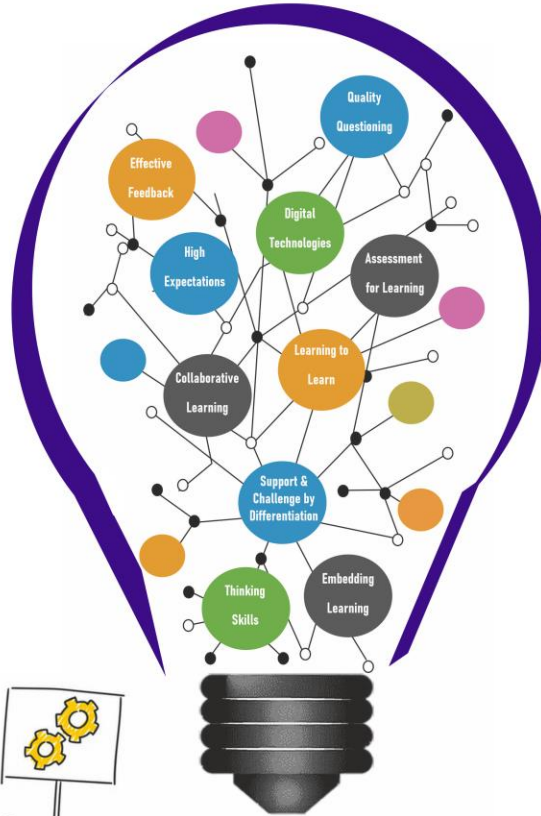 Quality
Questioning
Effective
Feedback
Digital
Technologies
High
Expectations
Assessment
for Learning
Learning to
Learn
Collaborative
Learning
Support &
Challenge by
Differentiation
Thinking
Skills
Embedding
Learning